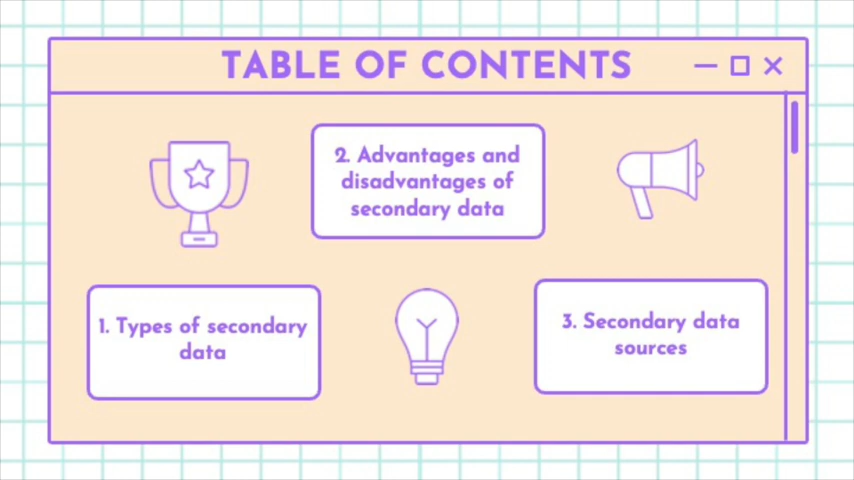 TABLE OF CONTENTS
2. Advantages and
disadvantages of
secondary data
1. Types of secondary
data
3. Secondary data
sources